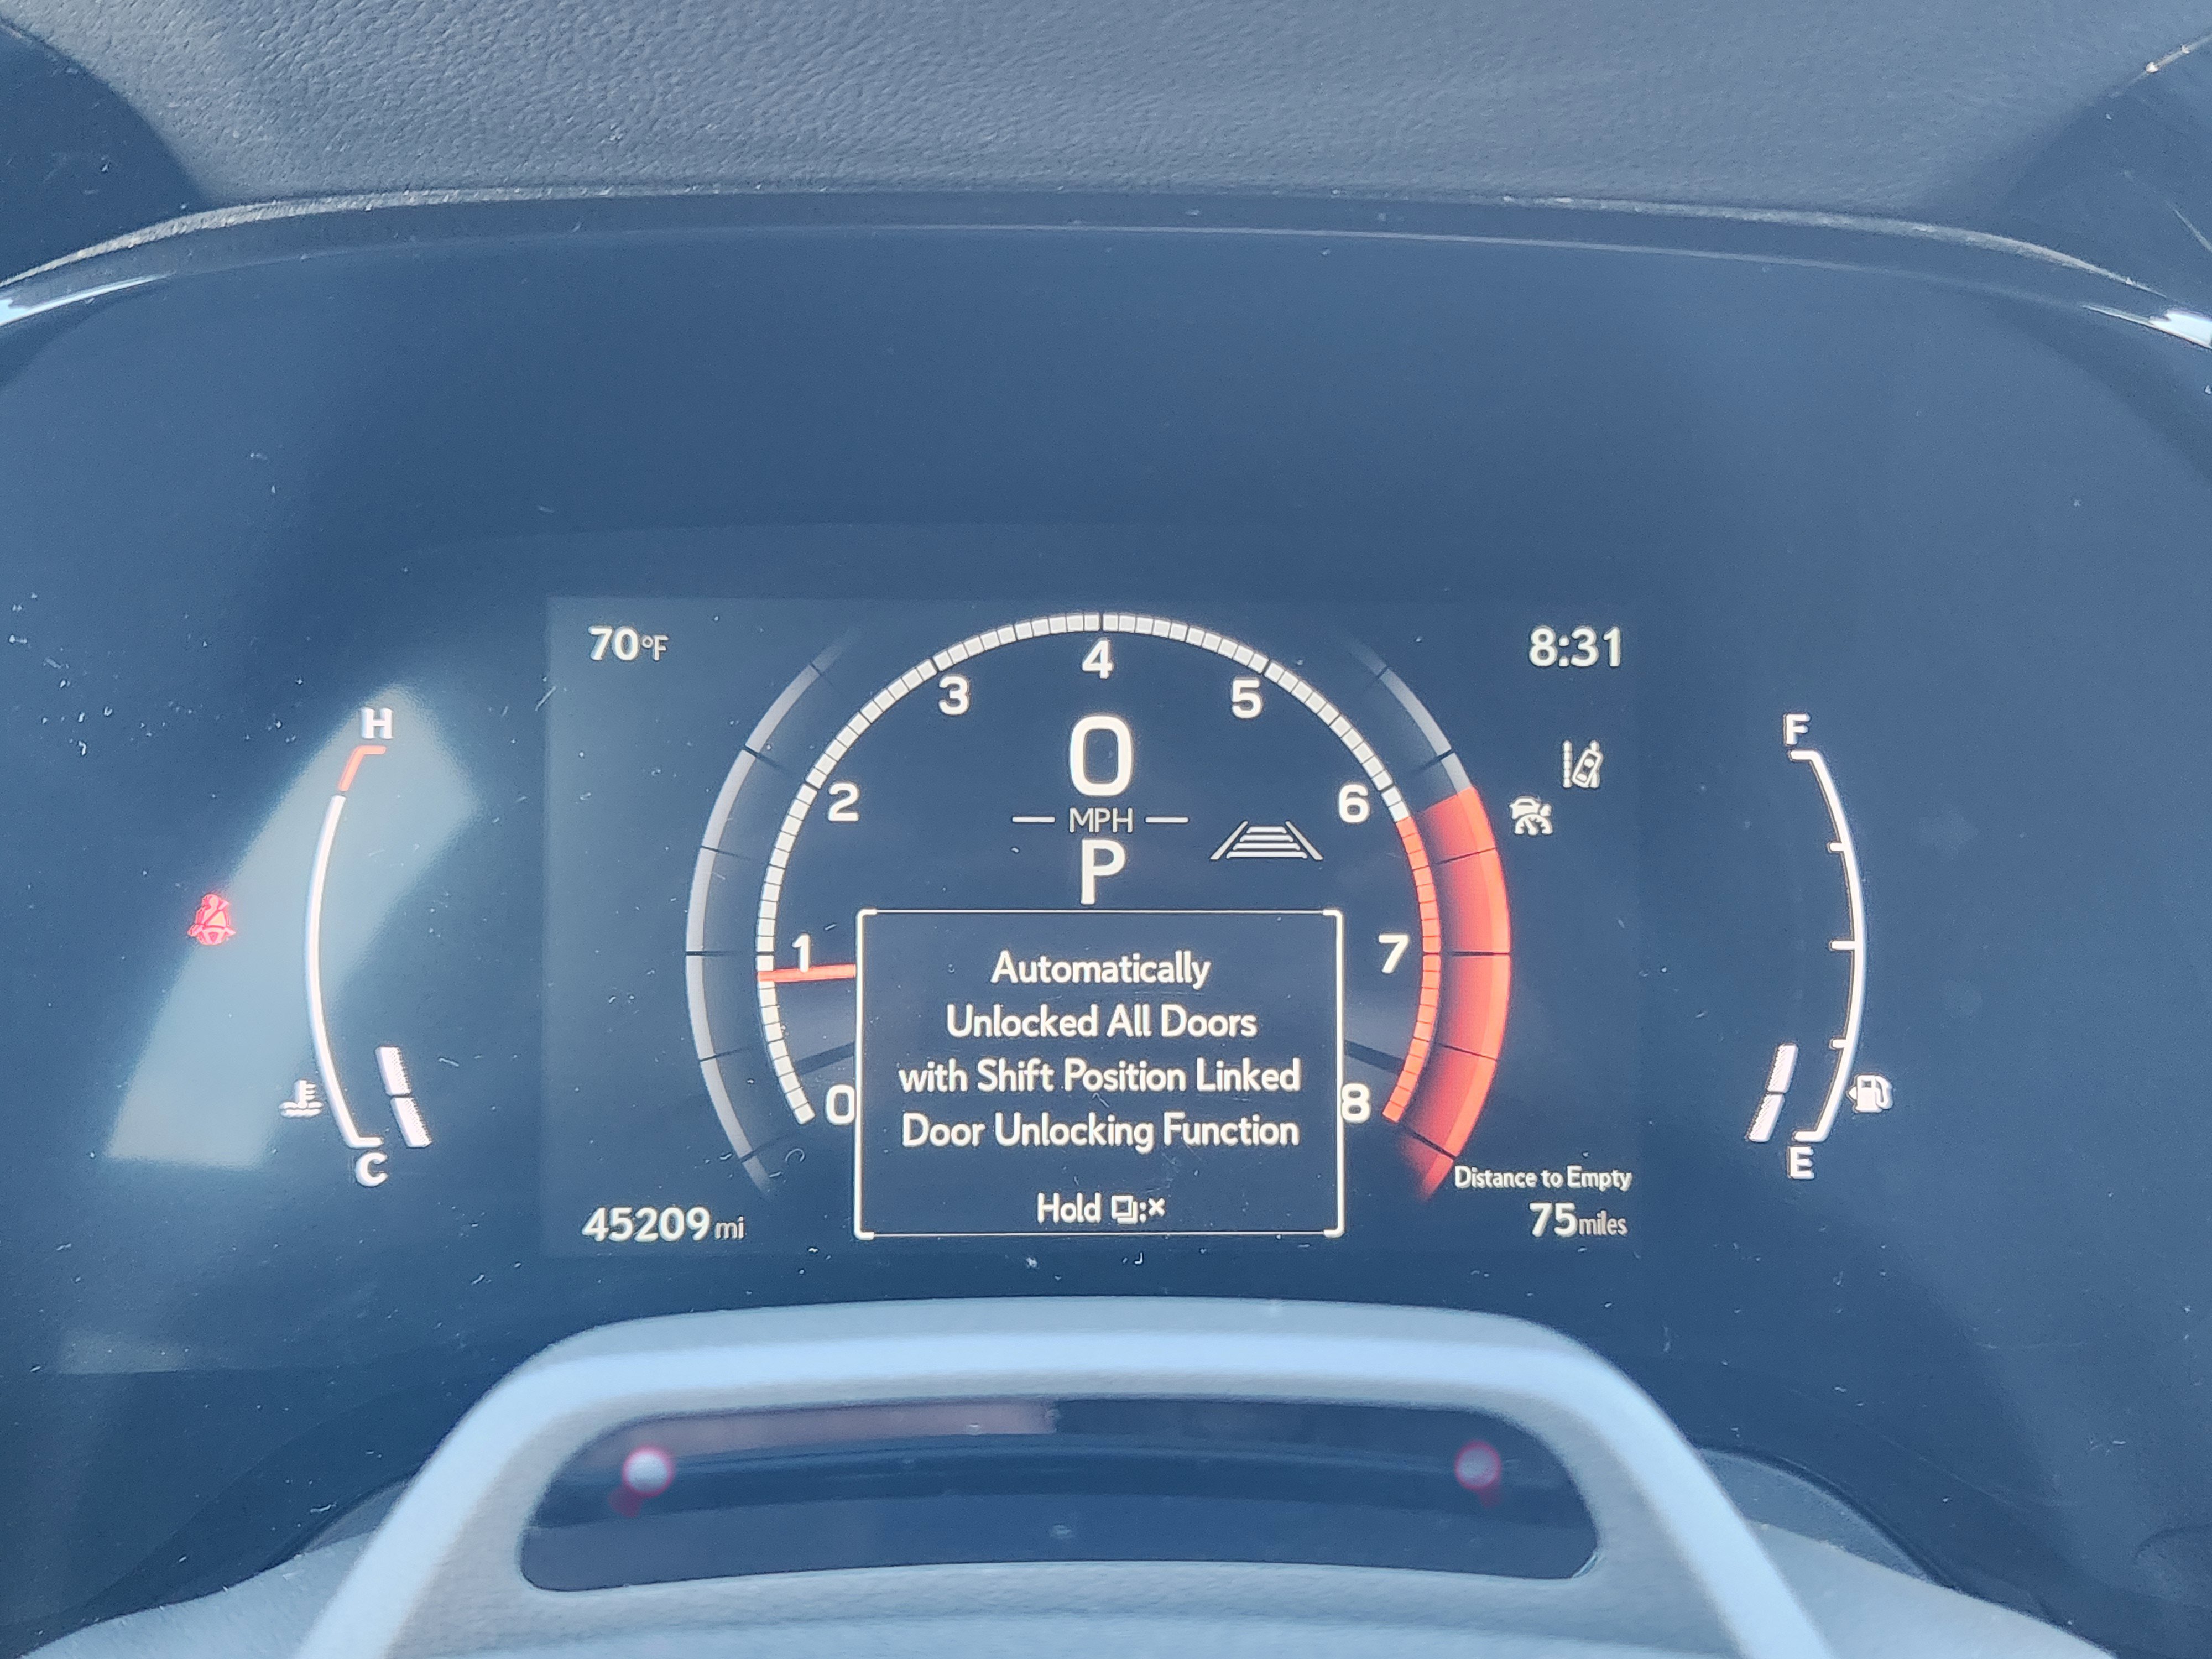 70°F
8:31
4
3
5
2
6
1
7
0
8
0
MPH
P
H
C
F
E
Automatically
Unlocked All Doors
with Shift Position Linked
Door Unlocking Function
Hold :×
Distance to Empty
75miles
45209mi